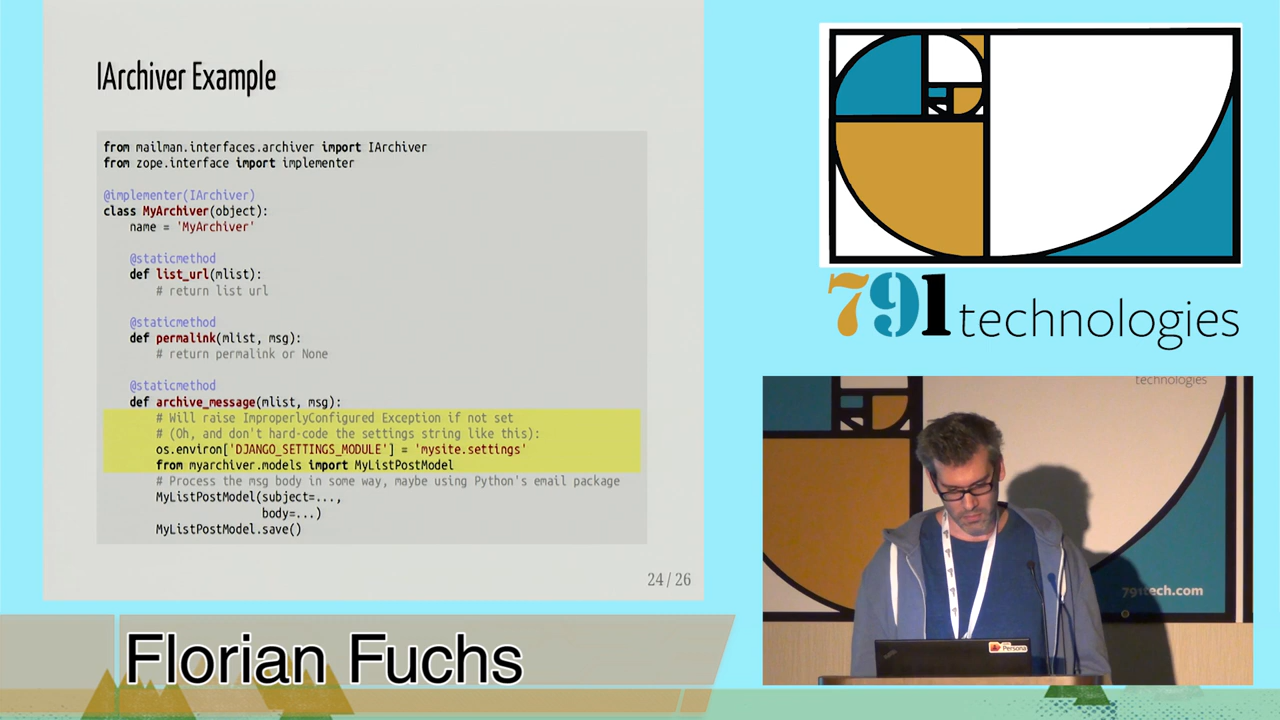 IArchiver Example
from mailman.interfaces.archiver import IArchiver
from zope.interface import implementer
@implementer(IArchiver)
class MyArchiver(object):
    name = 'MyArchiver'
    @staticmethod
    def list_url(mlist):
        # return list url
    @staticmethod
    def permalink(mlist, msg):
        # return permalink or None
    @staticmethod
    def archive_message(mlist, msg):
        # Will raise ImproperlyConfigured Exception if not set
        # (Oh, and don't hard-code the settings string like this):
        os.environ['DJANGO_SETTINGS_MODULE'] = 'mysite.settings'
        from myarchiver.models import MyListPostModel
        # Process the msg body in some way, maybe using Python's email package
        MyListPostModel(subject=...,
                        body=...)
        MyListPostModel.save()
24 / 26
791 technologies
technologies
791tech.com
Persona
Florian Fuchs